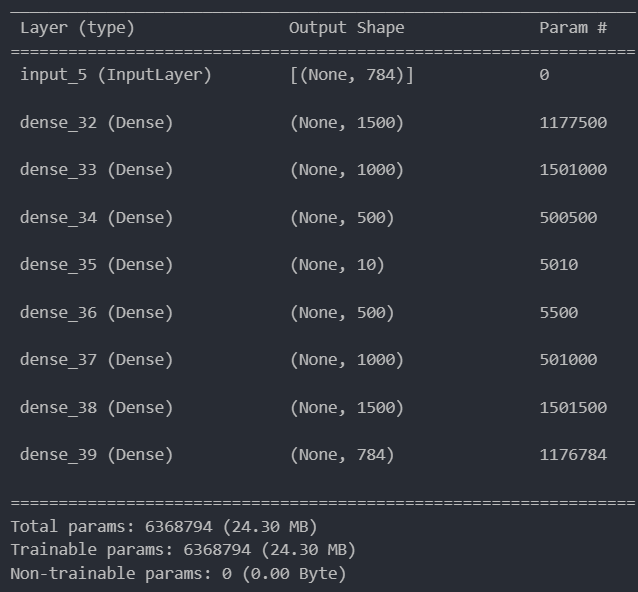 Layer (type) Output Shape Param #
=================================================================
input_5 (InputLayer) [(None, 784)] 0
dense_32 (Dense) (None, 1500) 1177500
dense_33 (Dense) (None, 1000) 1501000
dense_34 (Dense) (None, 500) 500500
dense_35 (Dense) (None, 10) 5010
dense_36 (Dense) (None, 500) 5500
dense_37 (Dense) (None, 1000) 501000
dense_38 (Dense) (None, 1500) 1501500
dense_39 (Dense) (None, 784) 1176784
=================================================================
Total params: 6368794 (24.30 MB)
Trainable params: 6368794 (24.30 MB)
Non-trainable params: 0 (0.00 Byte)